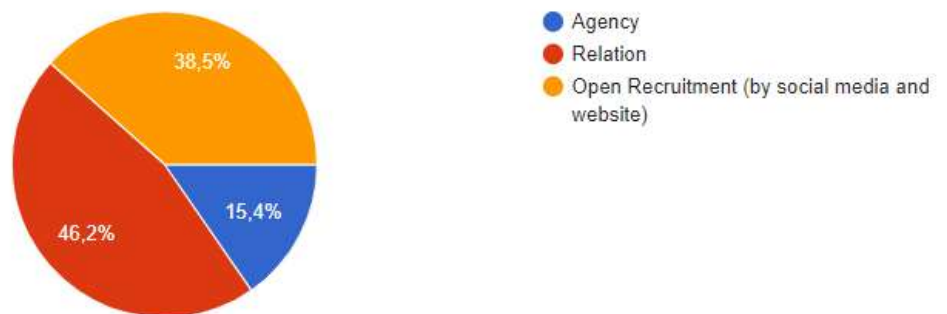 38,5%
46,2%
15,4%
Agency
Relation
Open Recruitment (by social media and
website)